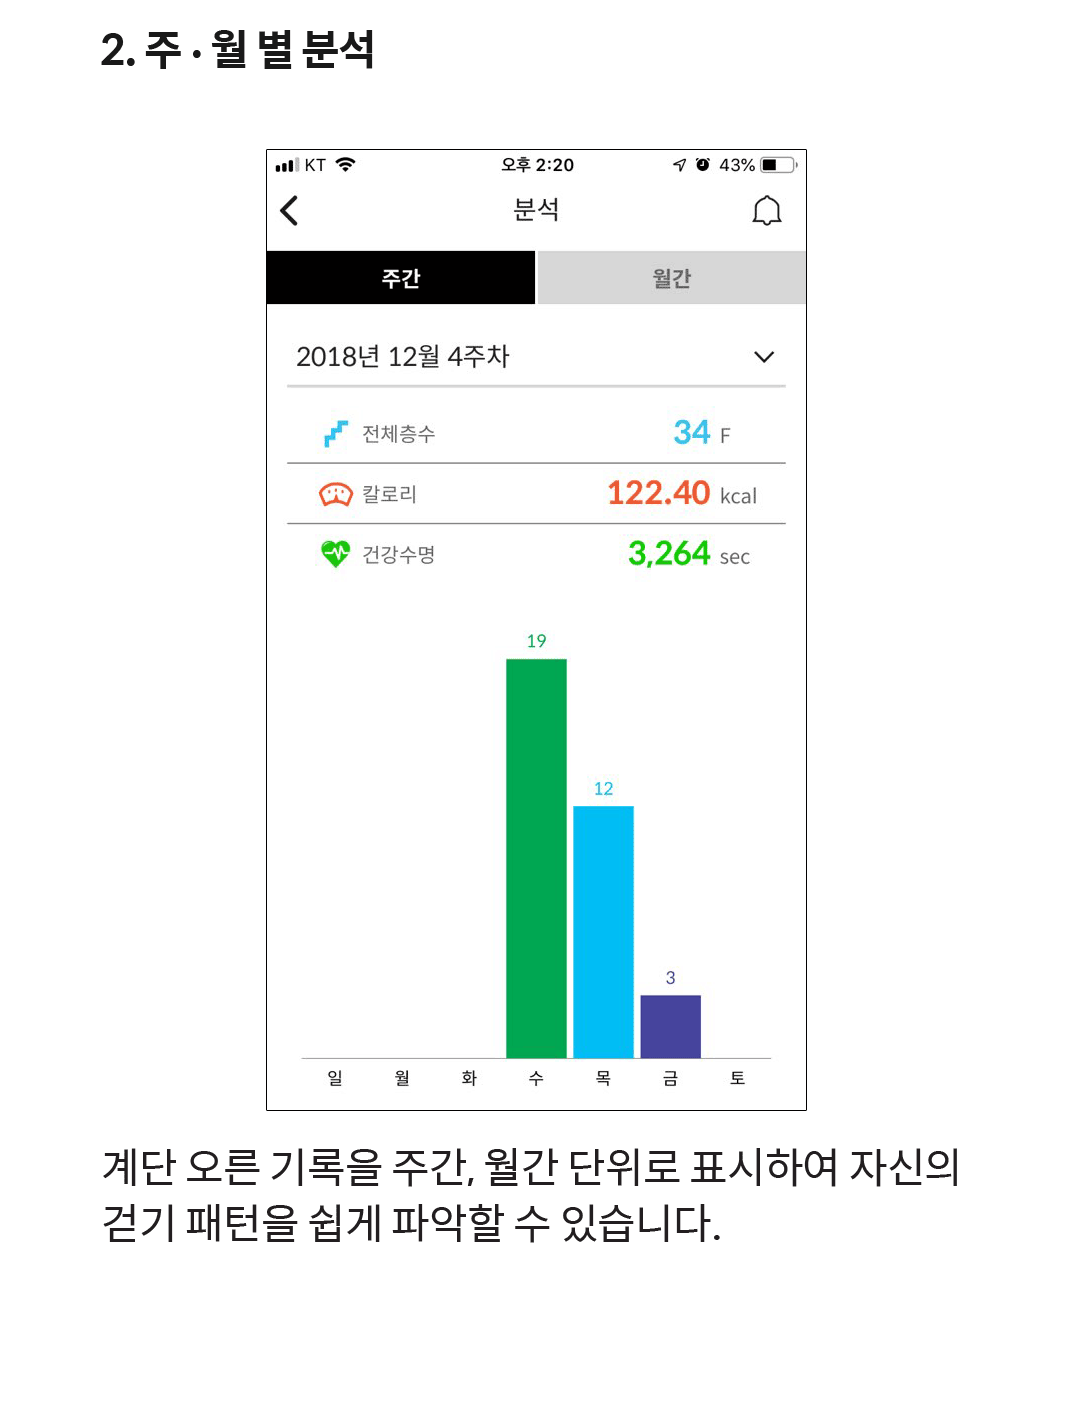 2. 주 · 월 별 분석
KT 오후 2:20 43%
분석
주간 월간
2018년 12월 4주차
전체층수 34 F
칼로리 122.40 kcal
건강수명 3,264 sec
19
12
3
일 월 화 수 목 금 토
계단 오른 기록을 주간, 월간 단위로 표시하여 자신의
걷기 패턴을 쉽게 파악할 수 있습니다.